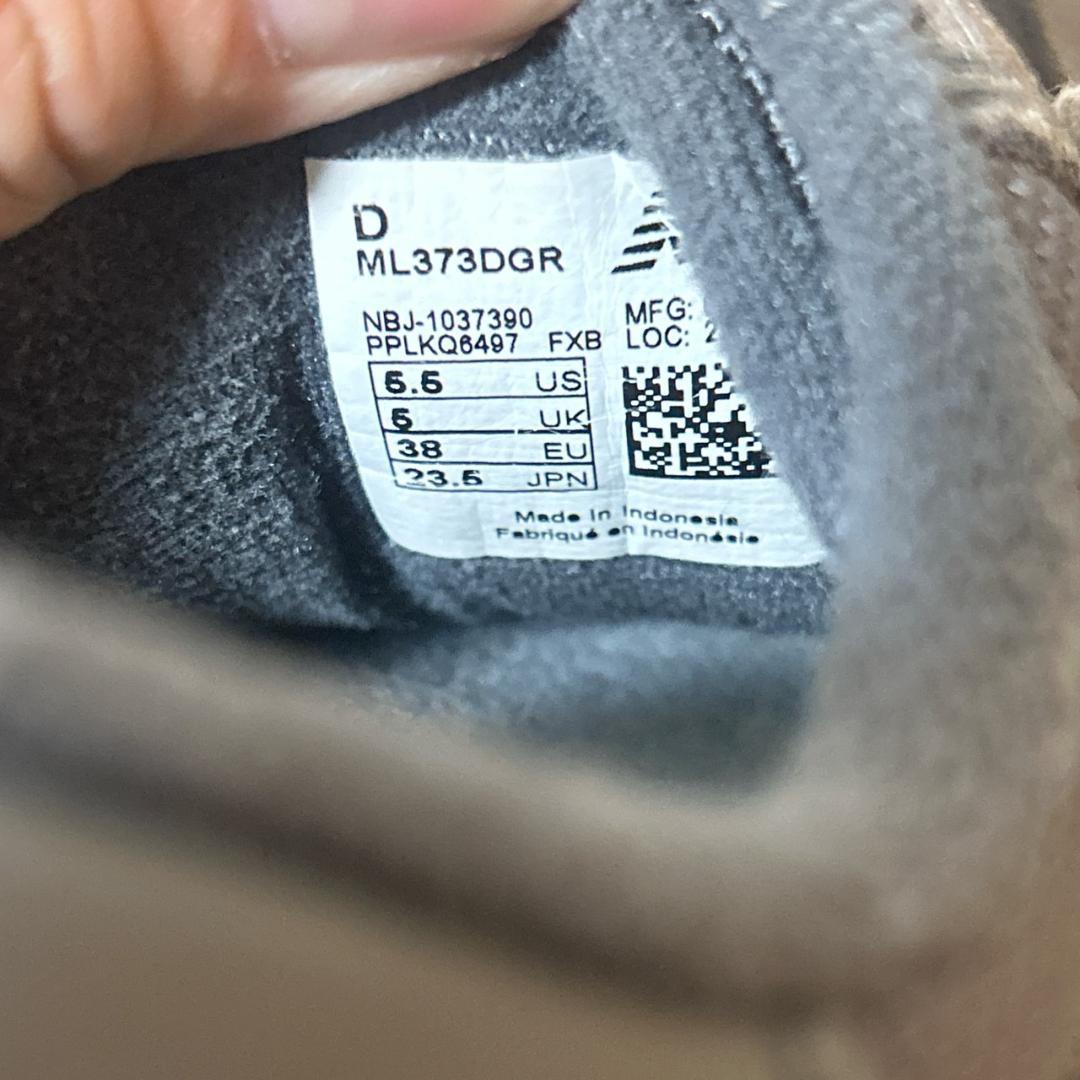 D
ML373DGR
NBJ-1037390
PPLKQ6497 FXB
MFG:
LOC: 2
5.5 US
5 UK
38 EU
23.5 JPN
Made in Indonesia
Fabriqué en Indonésie